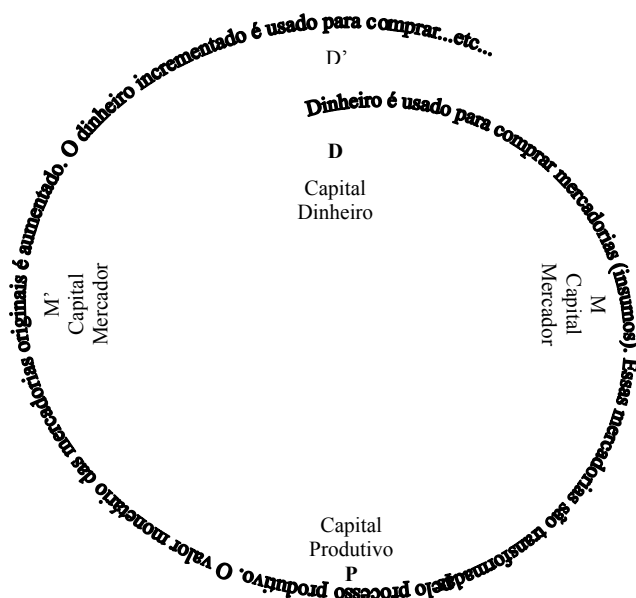 Dinheiro é usado para comprar mercadorias (insumos). Essas mercadorias são transformadas pelo processo produtivo. O valor monetário das mercadorias originais é aumentado. O dinheiro incrementado é usado para comprar...etc...
D’
D
Capital
Dinheiro
M
Capital
Mercador
Capital
Produtivo
P
M’
Capital
Mercador